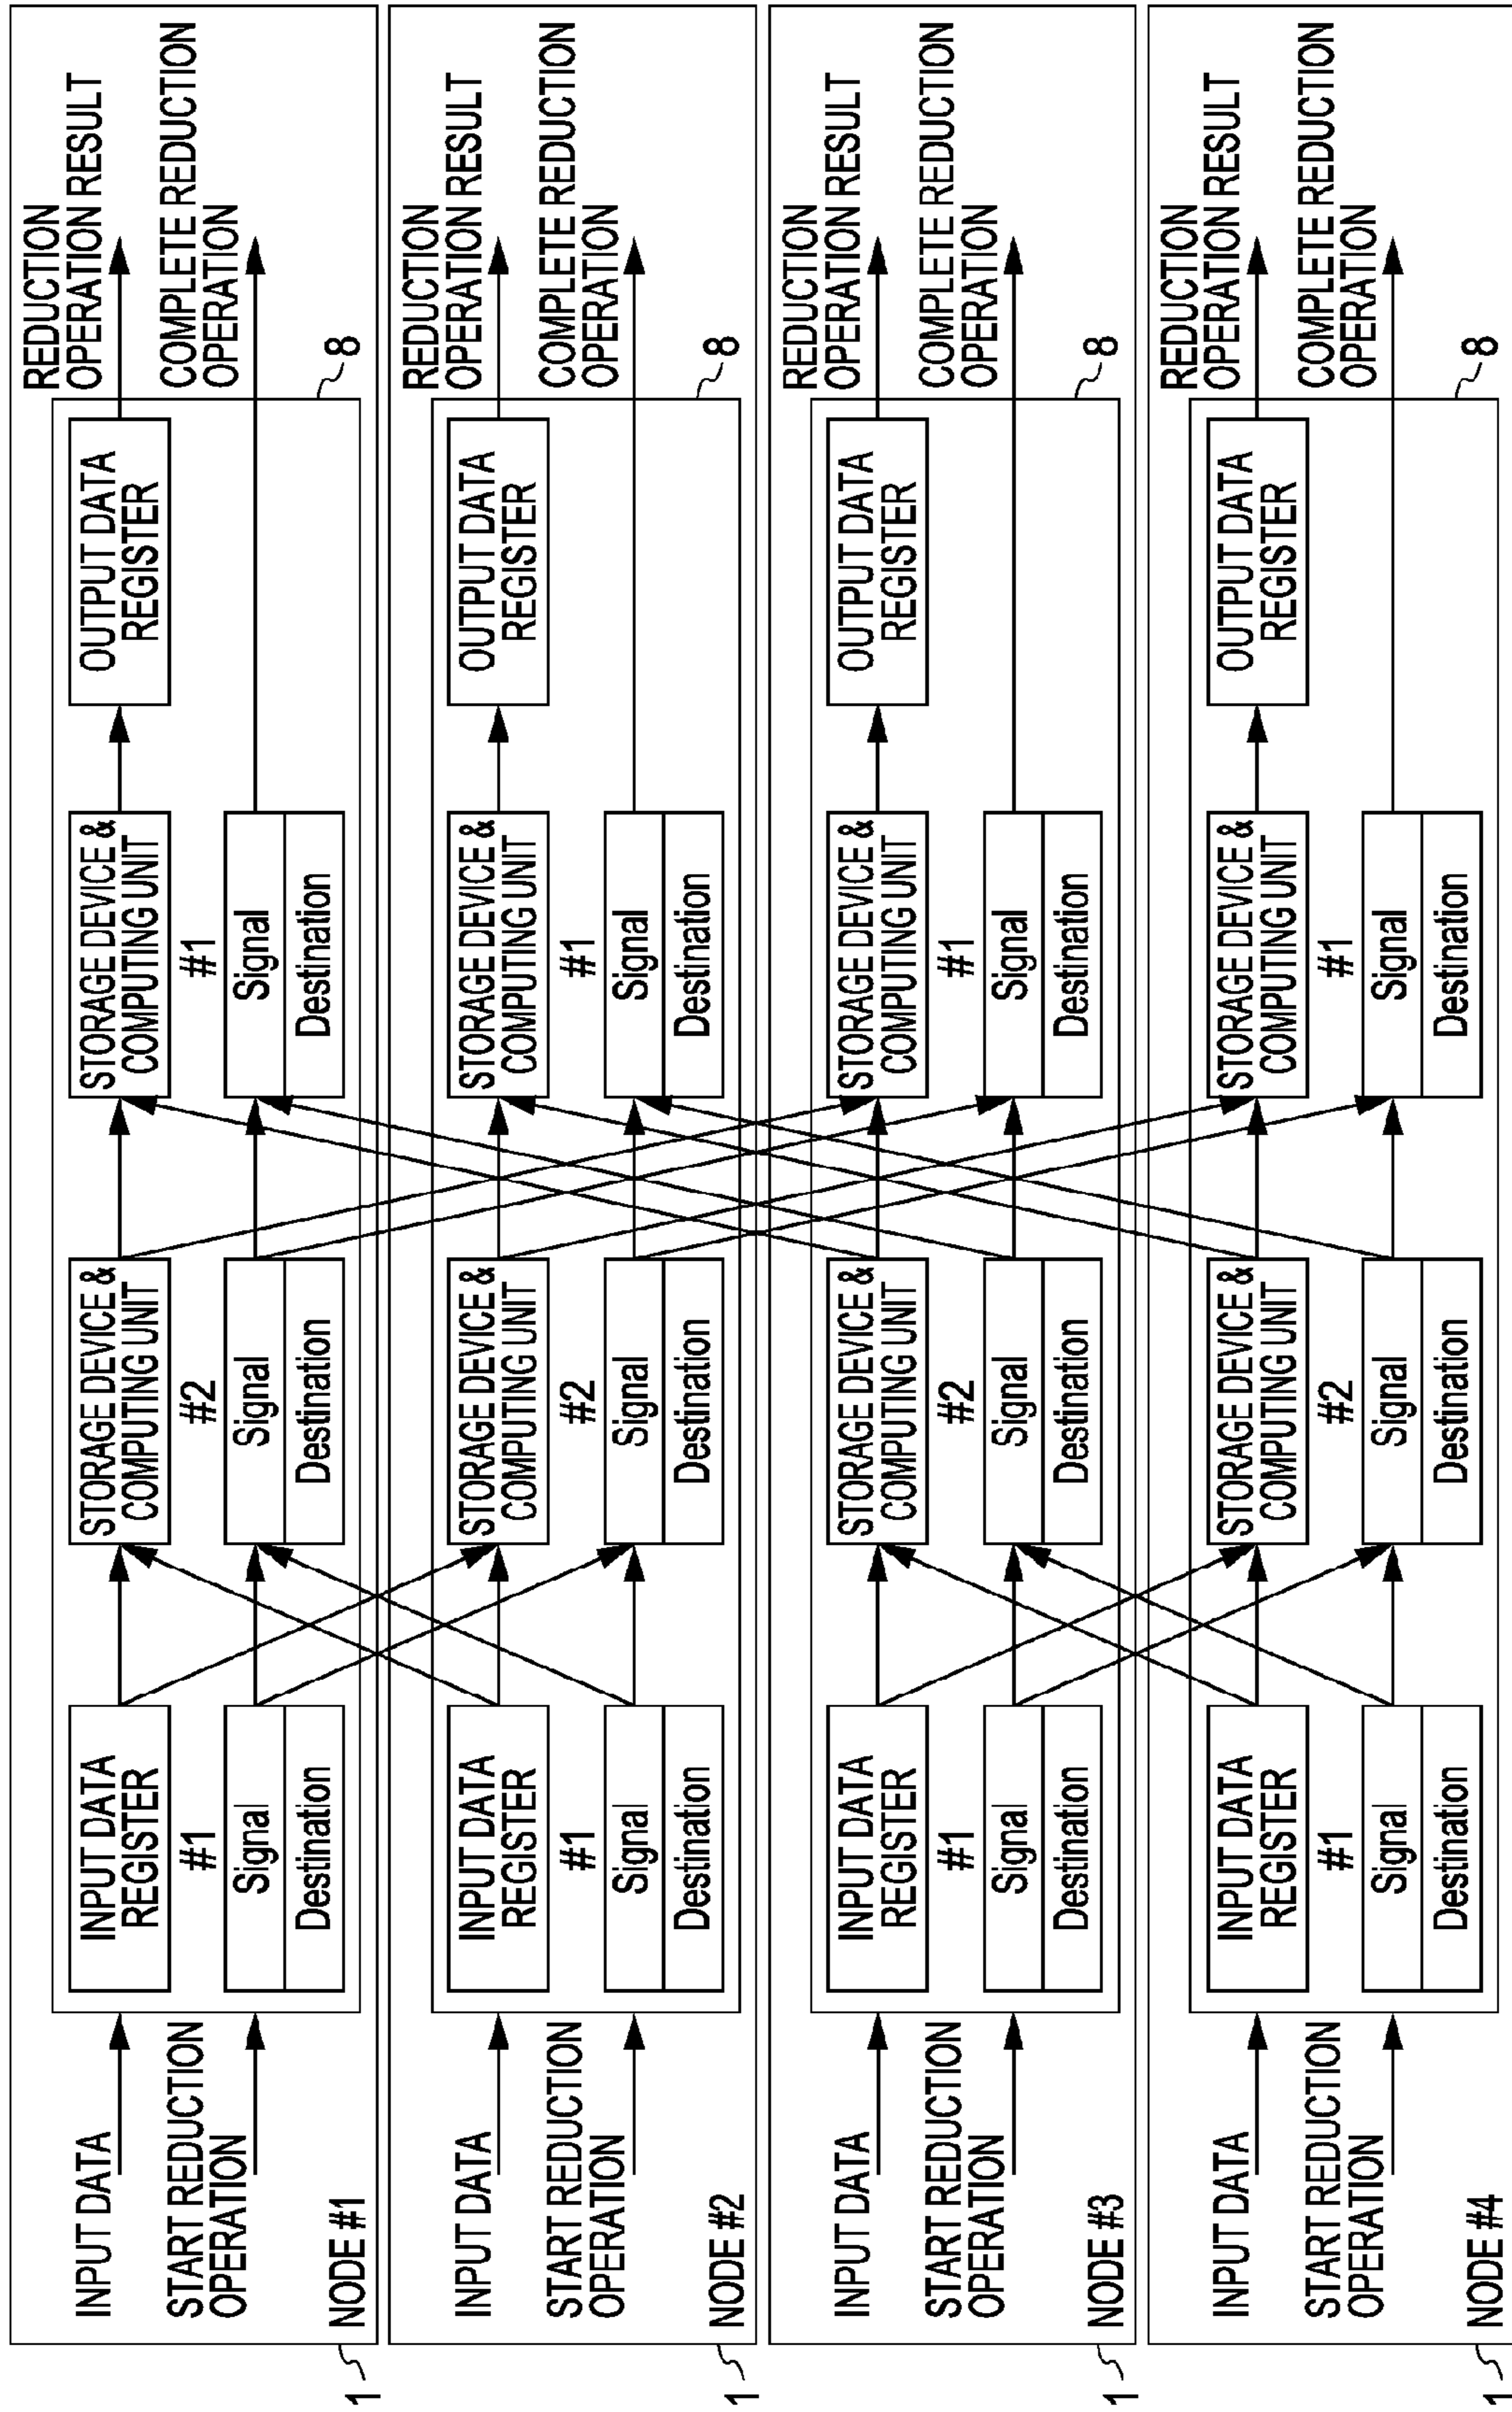 INPUT DATA
START REDUCTION
OPERATION
NODE #1
1
INPUT DATA
REGISTER
#1
Signal
Destination
STORAGE DEVICE &
COMPUTING UNIT
#2
Signal
Destination
STORAGE DEVICE &
COMPUTING UNIT
#1
Signal
Destination
OUTPUT DATA
REGISTER
8
REDUCTION
OPERATION RESULT
COMPLETE REDUCTION
OPERATION
INPUT DATA
START REDUCTION
OPERATION
NODE #2
1
INPUT DATA
REGISTER
#1
Signal
Destination
STORAGE DEVICE &
COMPUTING UNIT
#2
Signal
Destination
STORAGE DEVICE &
COMPUTING UNIT
#1
Signal
Destination
OUTPUT DATA
REGISTER
8
REDUCTION
OPERATION RESULT
COMPLETE REDUCTION
OPERATION
INPUT DATA
START REDUCTION
OPERATION
NODE #3
1
INPUT DATA
REGISTER
#1
Signal
Destination
STORAGE DEVICE &
COMPUTING UNIT
#2
Signal
Destination
STORAGE DEVICE &
COMPUTING UNIT
#1
Signal
Destination
OUTPUT DATA
REGISTER
8
REDUCTION
OPERATION RESULT
COMPLETE REDUCTION
OPERATION
INPUT DATA
START REDUCTION
OPERATION
NODE #4
1
INPUT DATA
REGISTER
#1
Signal
Destination
STORAGE DEVICE &
COMPUTING UNIT
#2
Signal
Destination
STORAGE DEVICE &
COMPUTING UNIT
#1
Signal
Destination
OUTPUT DATA
REGISTER
8
REDUCTION
OPERATION RESULT
COMPLETE REDUCTION
OPERATION